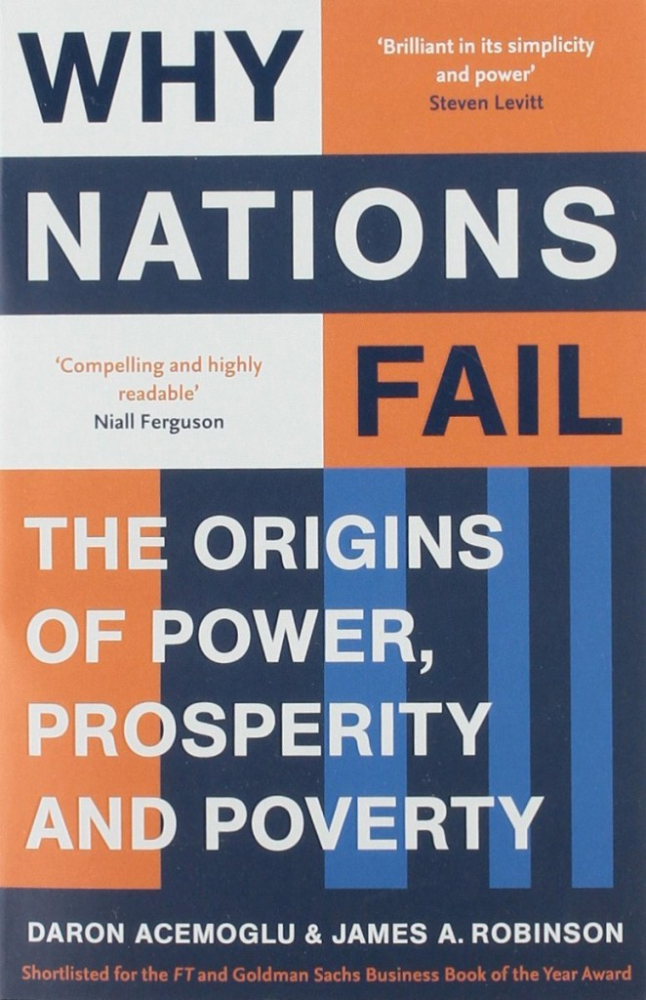 WHY
‘Brilliant in its simplicity
and power’
Steven Levitt
NATIONS
‘Compelling and highly
readable’
Niall Ferguson
FAIL
THE ORIGINS
OF POWER,
PROSPERITY
AND POVERTY
DARON ACEMOGLU & JAMES A. ROBINSON
Shortlisted for the FT and Goldman Sachs Business Book of the Year Award